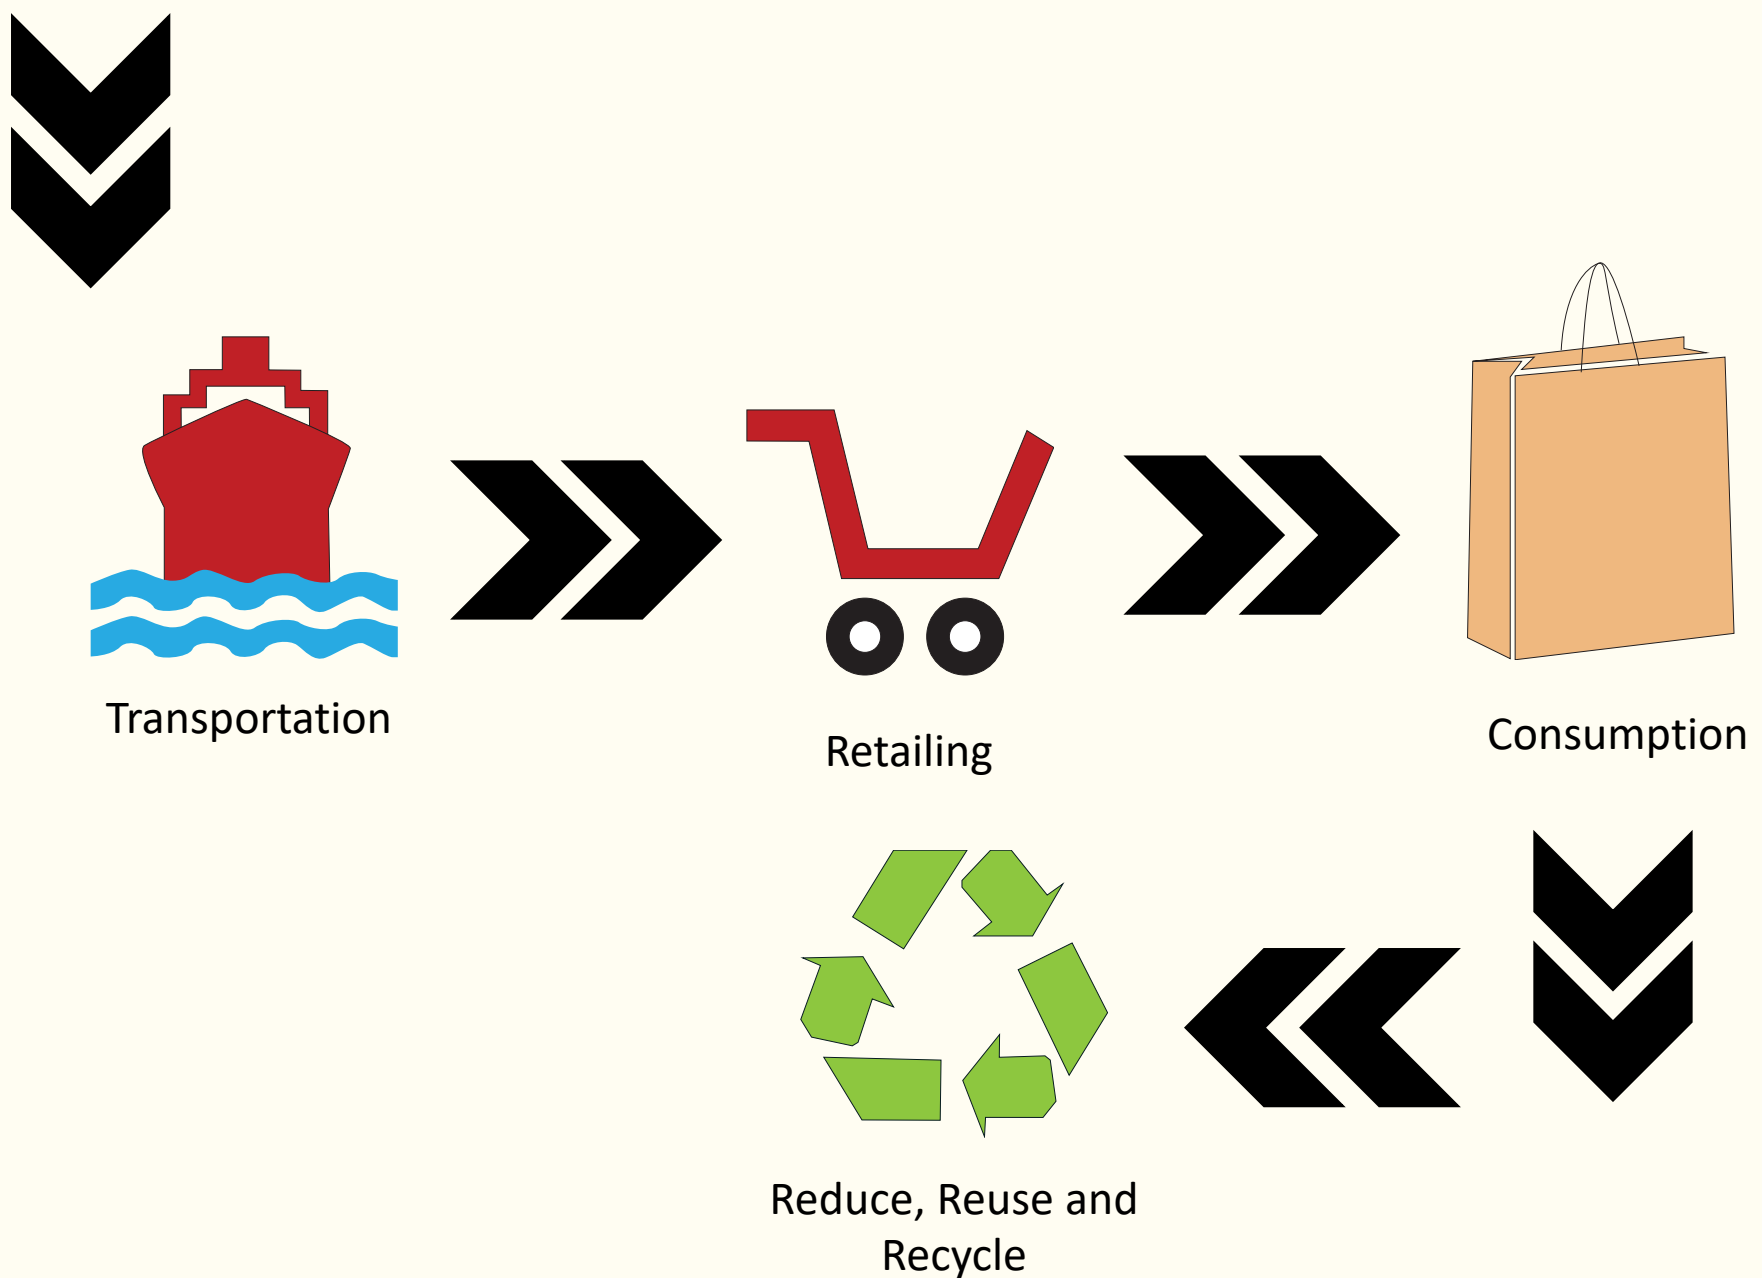 Transportation
Retailing
Consumption
Reduce, Reuse and
Recycle